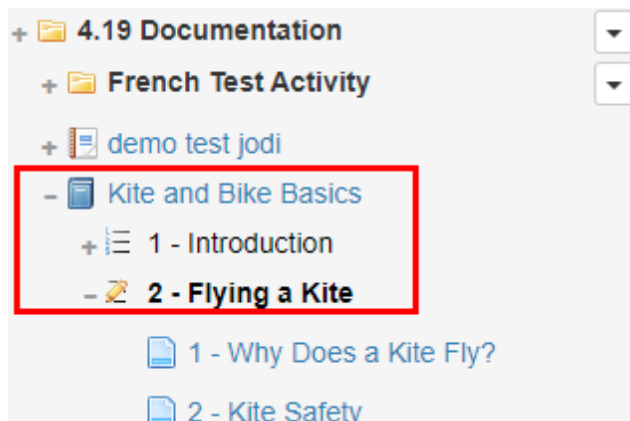 4.19 Documentation
French Test Activity
demo test jodi
Kite and Bike Basics
1 - Introduction
2 - Flying a Kite
1 - Why Does a Kite Fly?
2 - Kite Safety